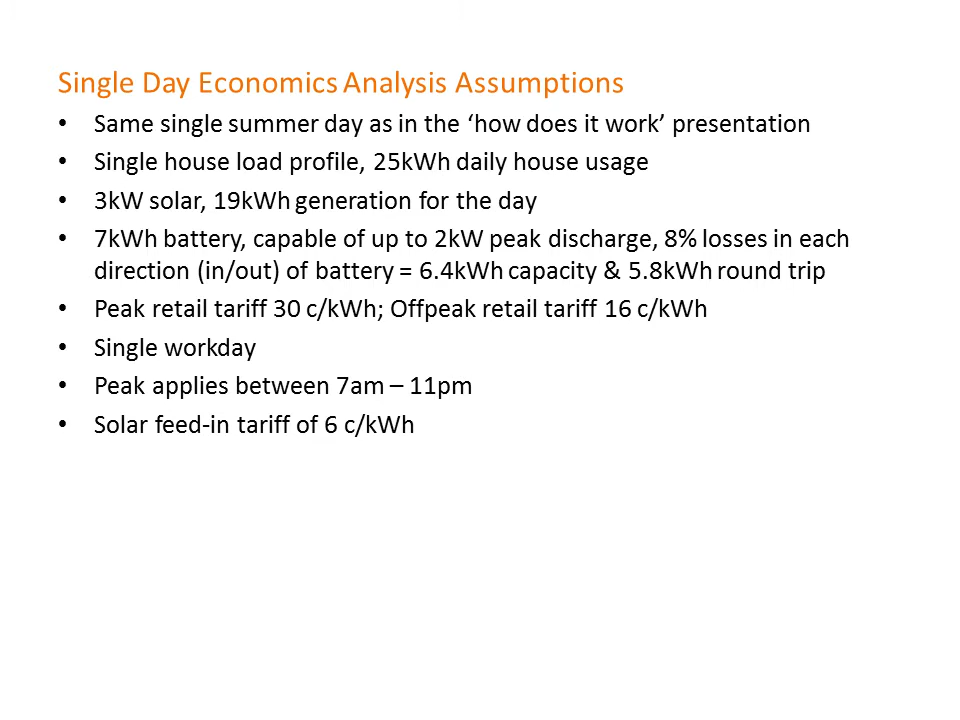 Single Day Economics Analysis Assumptions
• Same single summer day as in the ‘how does it work’ presentation
• Single house load profile, 25kWh daily house usage
• 3kW solar, 19kWh generation for the day
• 7kWh battery, capable of up to 2kW peak discharge, 8% losses in each
direction (in/out) of battery = 6.4kWh capacity & 5.8kWh round trip
• Peak retail tariff 30 c/kWh; Offpeak retail tariff 16 c/kWh
• Single workday
• Peak applies between 7am – 11pm
• Solar feed-in tariff of 6 c/kWh